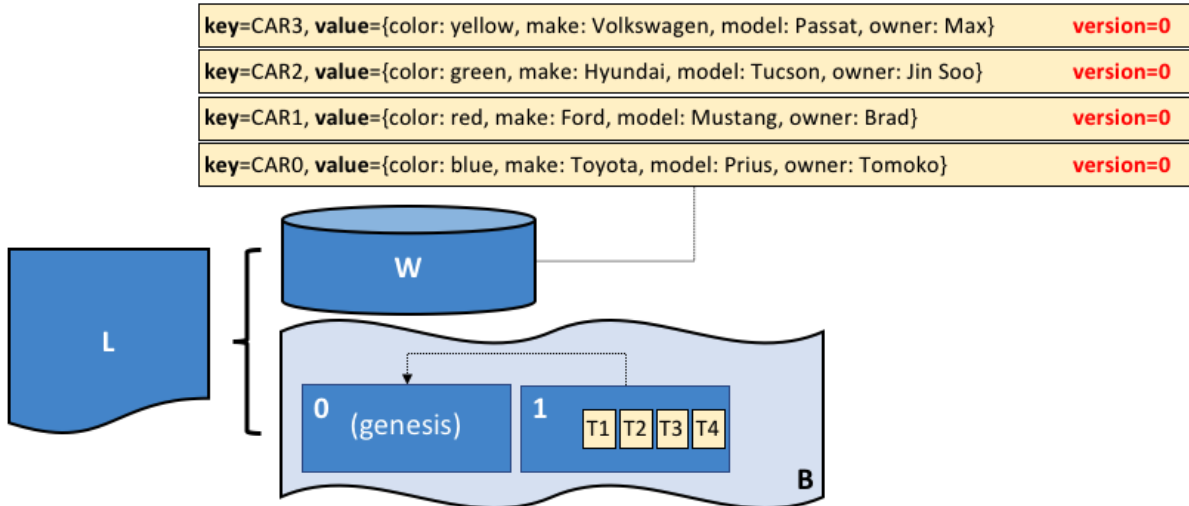 key=CAR3, value={color: yellow, make: Volkswagen, model: Passat, owner: Max} version=0
key=CAR2, value={color: green, make: Hyundai, model: Tucson, owner: Jin Soo} version=0
key=CAR1, value={color: red, make: Ford, model: Mustang, owner: Brad} version=0
key=CAR0, value={color: blue, make: Toyota, model: Prius, owner: Tomoko} version=0
W
L
0
(genesis)
1
T1 T2 T3 T4
B